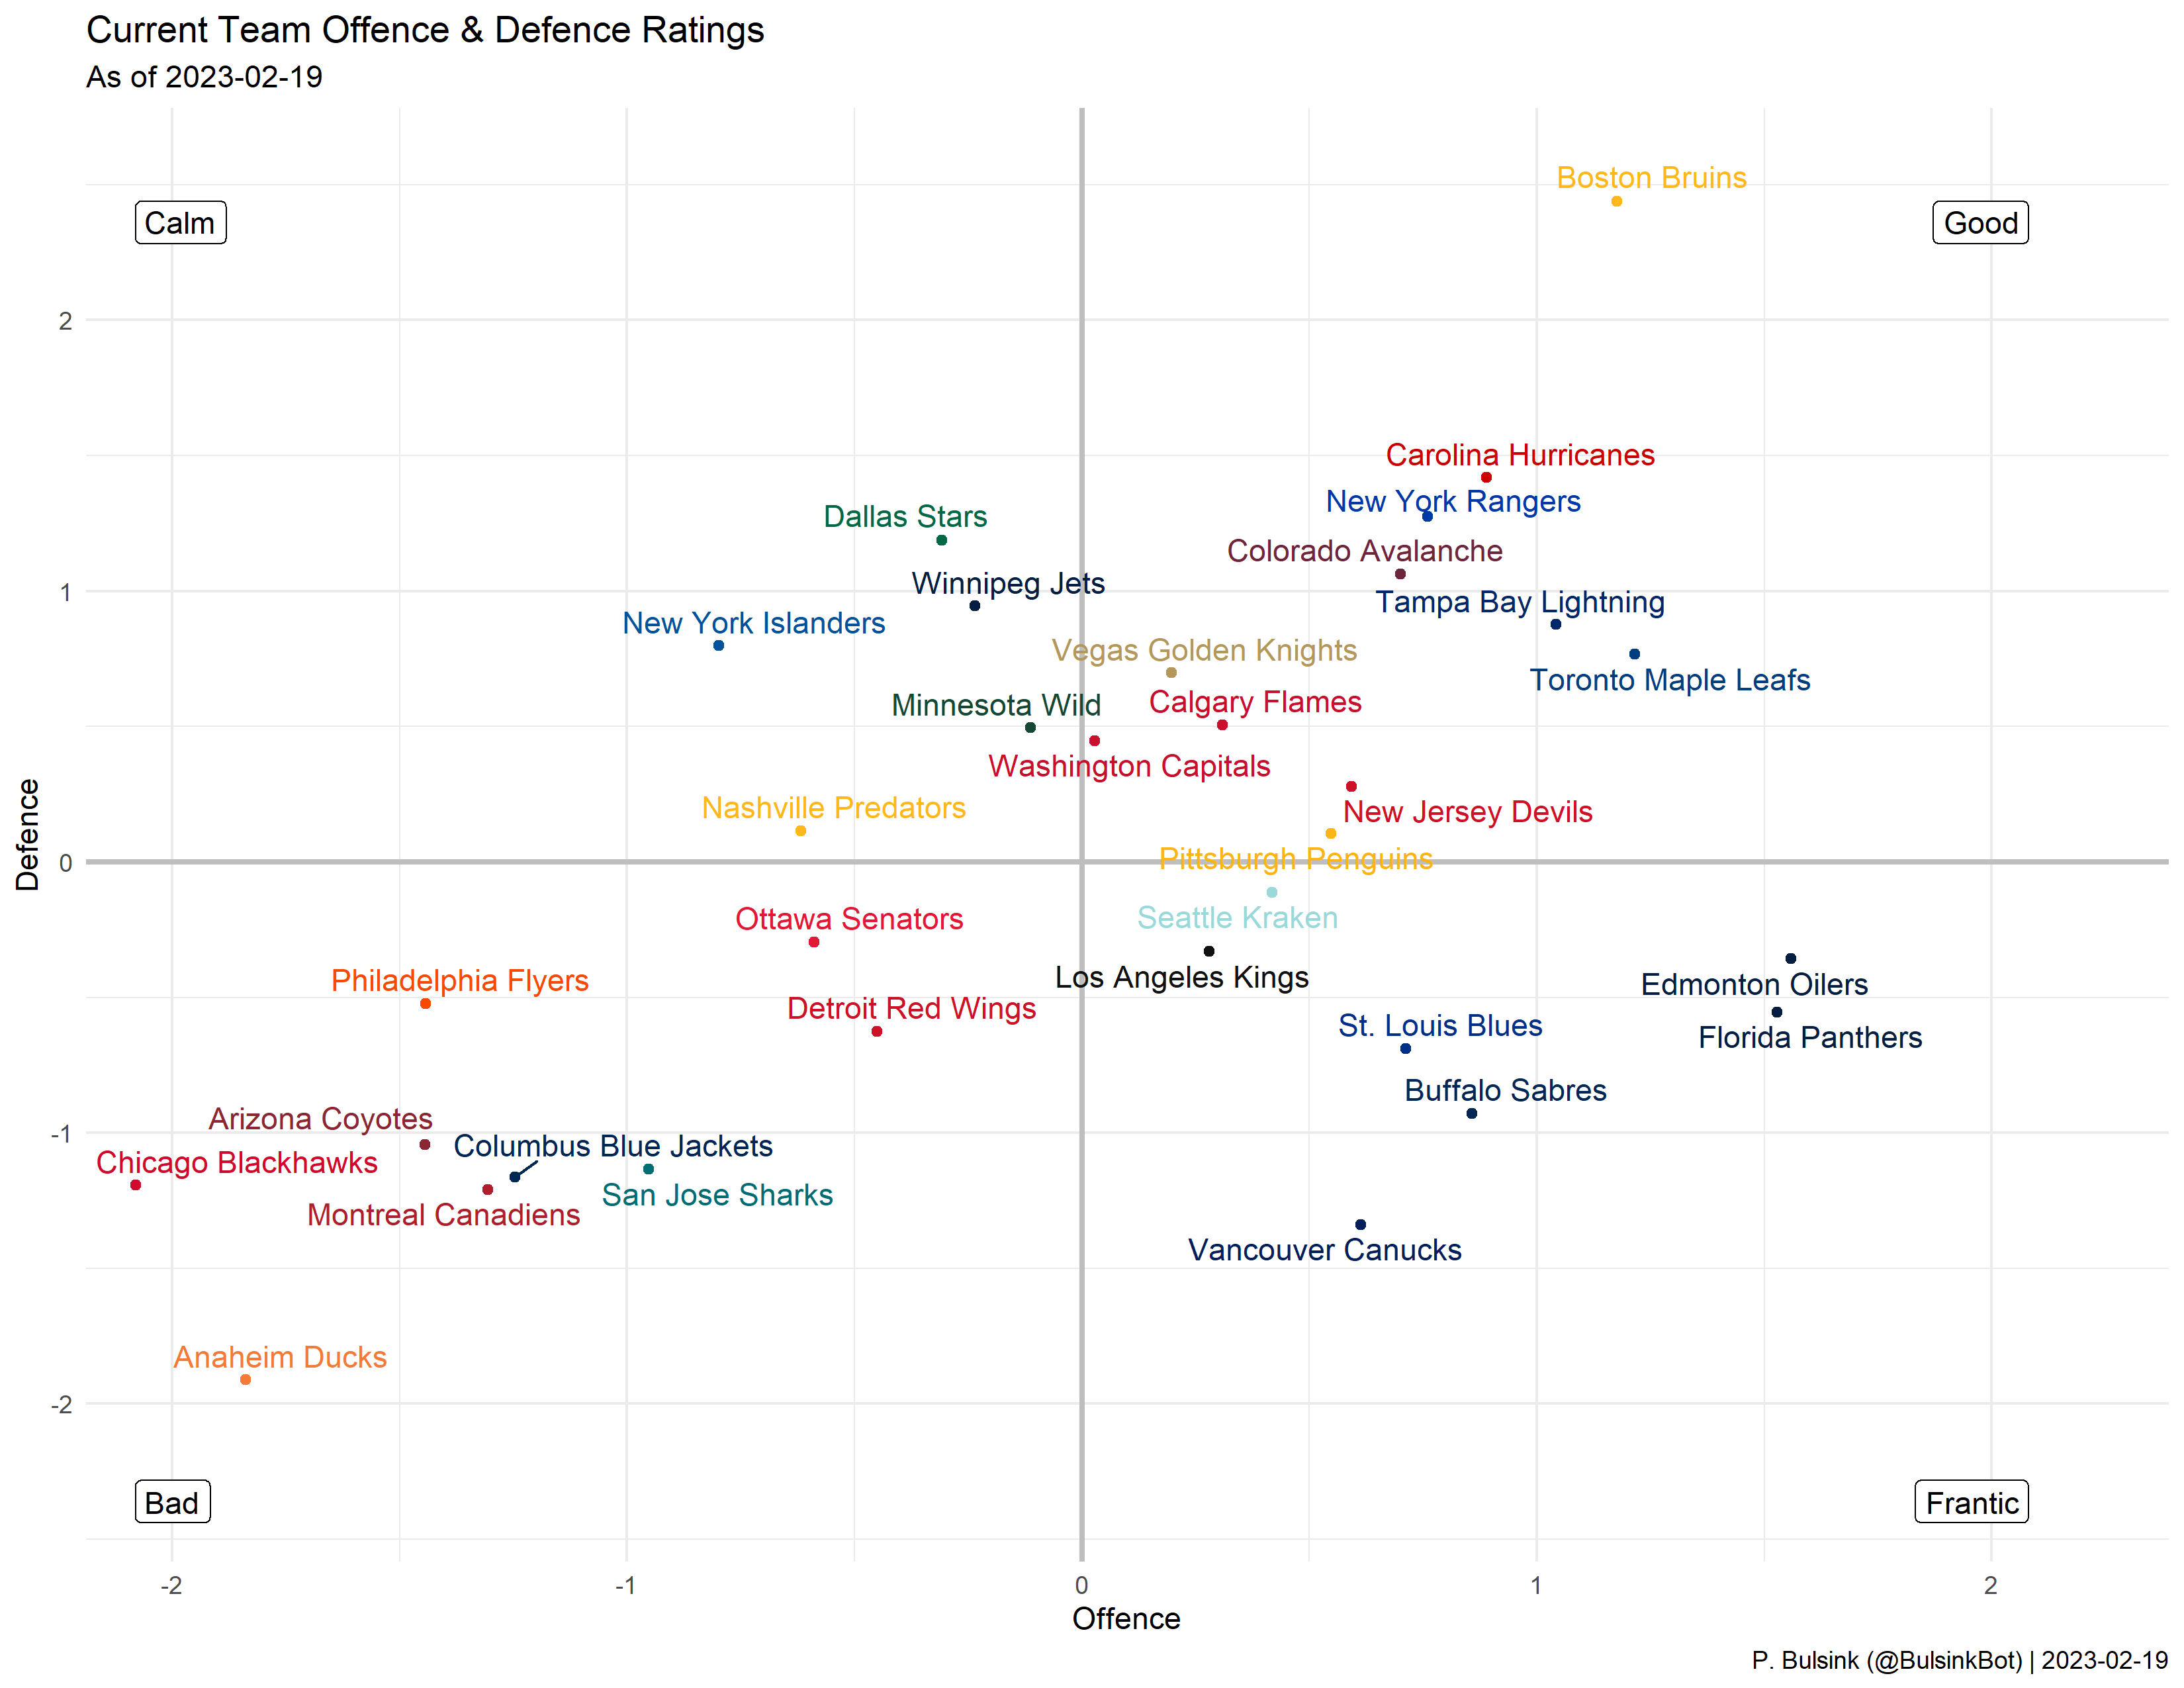 Current Team Offence & Defence Ratings
As of 2023-02-19
Boston Bruins
Calm
Good
2
Carolina Hurricanes
New York Rangers
Dallas Stars
Colorado Avalanche
Winnipeg Jets
1
Tampa Bay Lightning
New York Islanders
Vegas Golden Knights
Toronto Maple Leafs
Minnesota Wild
Calgary Flames
Washington Capitals
Nashville Predators
New Jersey Devils
Defence
0
Pittsburgh Penguins
Ottawa Senators
Seattle Kraken
Philadelphia Flyers
Los Angeles Kings
Edmonton Oilers
Detroit Red Wings
St. Louis Blues
Florida Panthers
Buffalo Sabres
Arizona Coyotes
-1
Columbus Blue Jackets
Chicago Blackhawks
San Jose Sharks
Montreal Canadiens
Vancouver Canucks
Anaheim Ducks
-2
Bad
Frantic
-2
-1
0
1
2
Offence
P. Bulsink (@BulsinkBot) | 2023-02-19